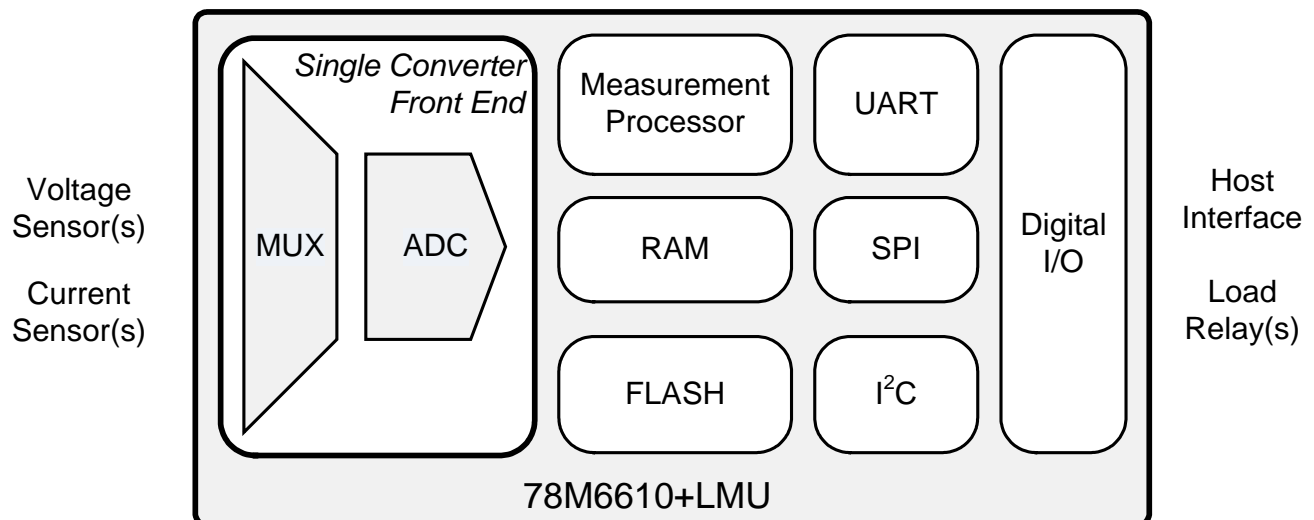 Voltage
Sensor(s)
Current
Sensor(s)
Single Converter
Front End
MUX
ADC
Measurement
Processor
RAM
FLASH
UART
SPI
I²C
Digital
I/O
Host
Interface
Load
Relay(s)
78M6610+LMU